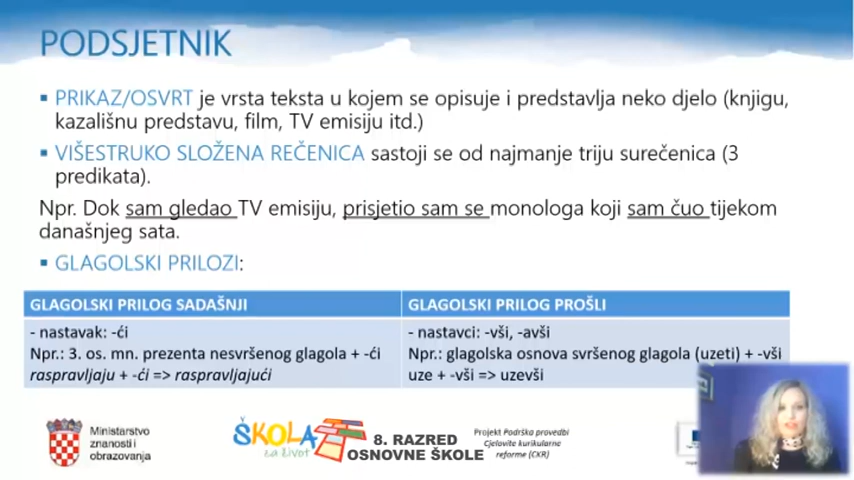 PODSJETNIK
▪ PRIKAZ/OSVRT je vrsta teksta u kojem se opisuje i predstavlja neko djelo (knjigu,
kazališnu predstavu, film, TV emisiju itd.)
▪ VIŠESTRUKO SLOŽENA REČENICA sastoji se od najmanje triju surečenica (3
predikata).
Npr. Dok sam gledao TV emisiju, prisjetio sam se monologa koji sam čuo tijekom
današnjeg sata.
▪ GLAGOLSKI PRILOZI:
GLAGOLSKI PRILOG SADAŠNJI
- nastavak: -ći
Npr.: 3. os. mn. prezenta nesvršenog glagola + -ći
raspravljaju + -ći => raspravljajući
GLAGOLSKI PRILOG PROŠLI
- nastavci: -vši, -avši
Npr.: glagolska osnova svršenog glagola (uzeti) + -vši
uze + -vši => uzevši
Ministarstvo
znanosti i
obrazovanja
ŠKOLA
za život
8. RAZRED
OSNOVNE ŠKOLE
Projekt Podrška provedbi
Cjelovite kurikularne
reforme (CKR)